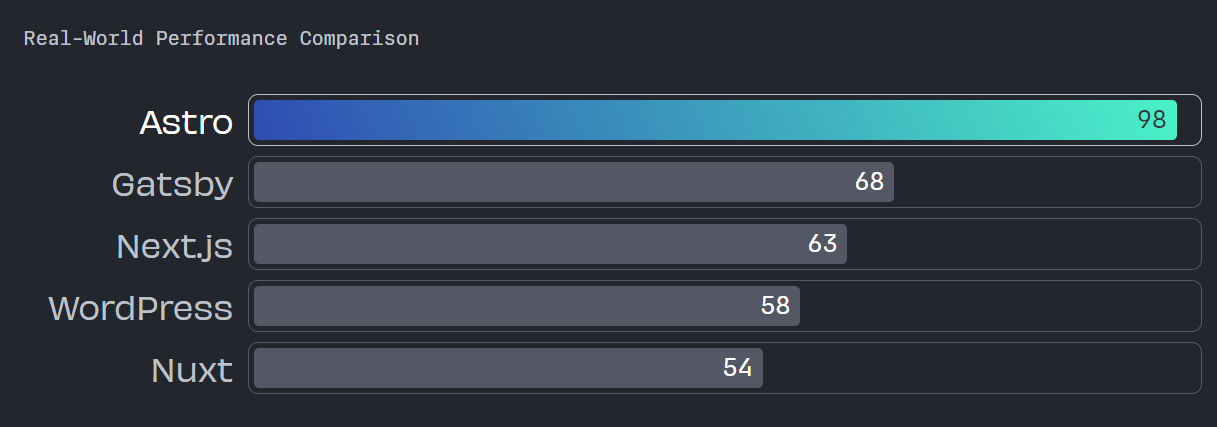 Real-World Performance Comparison
Astro 98
Gatsby 68
Next.js 63
WordPress 58
Nuxt 54